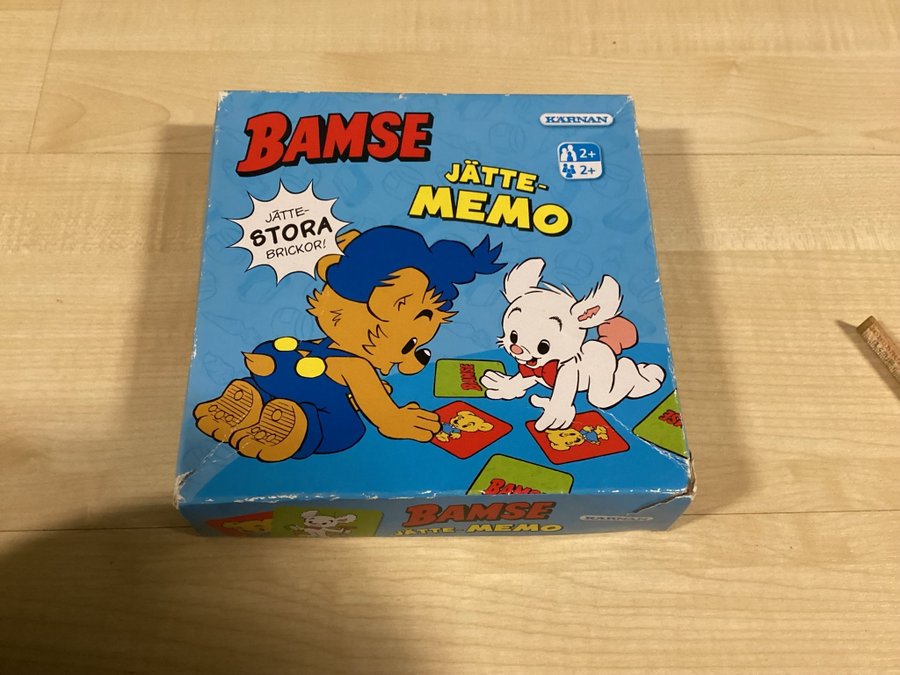 BAMSE
KÄRNAN
2+
2+
JÄTTE-
MEMO
JÄTTE-
STORA
BRICKOR!
BAMSE
BAMSE
BAMSE
JÄTTE-MEMO
KÄRNAN